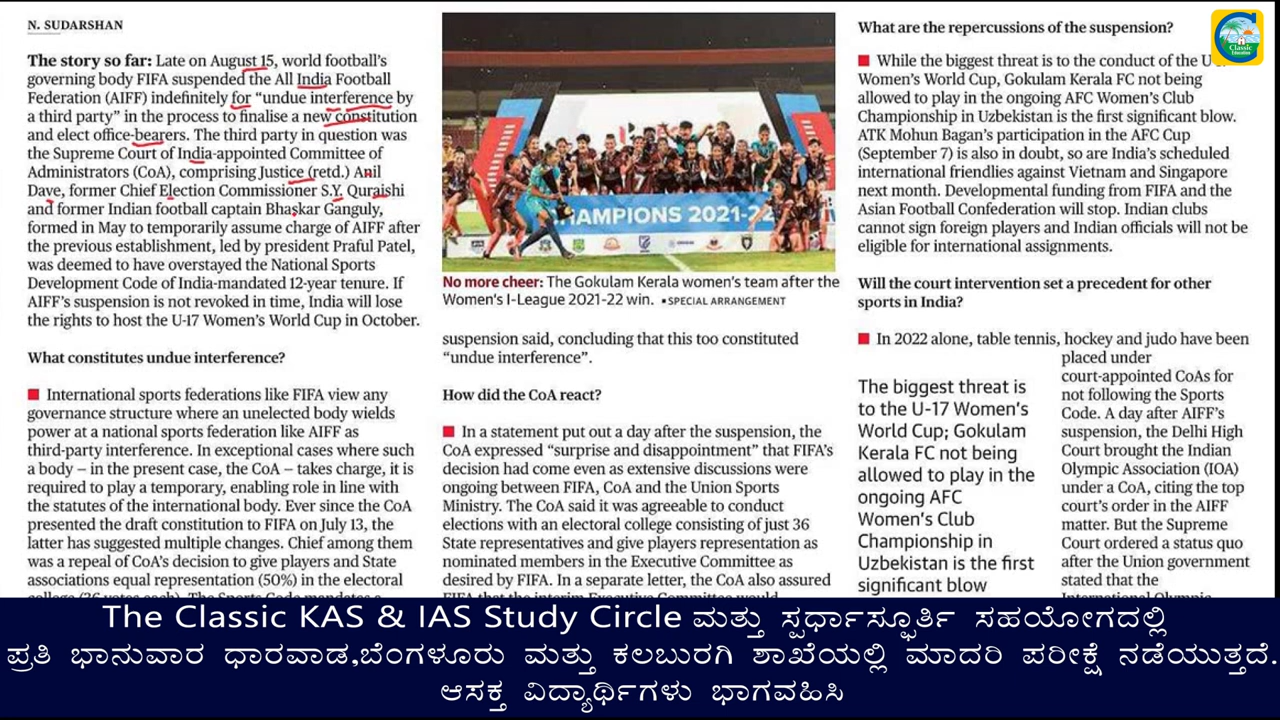 N. SUDARSHAN
The story so far: Late on August 15, world football's
governing body FIFA suspended the All India Football
Federation (AIFF) indefinitely for “undue interference by
a third party” in the process to finalise a new constitution
and elect office-bearers. The third party in question was
the Supreme Court of India-appointed Committee of
Administrators (CoA), comprising Justice (retd.) Anil
Dave, former Chief Election Commissioner S.Y. Quraishi
and former Indian football captain Bhaskar Ganguly,
formed in May to temporarily assume charge of AIFF after
the previous establishment, led by president Praful Patel,
was deemed to have overstayed the National Sports
Development Code of India-mandated 12-year tenure. If
AIFF's suspension is not revoked in time, India will lose
the rights to host the U-17 Women's World Cup in October.
What constitutes undue interference?
International sports federations like FIFA view any
governance structure where an unelected body wields
power at a national sports federation like AIFF as
third-party interference. In exceptional cases where such
a body – in the present case, the CoA – takes charge, it is
required to play a temporary, enabling role in line with
the statutes of the international body. Ever since the CoA
presented the draft constitution to FIFA on July 13, the
latter has suggested multiple changes. Chief among them
was a repeal of CoA's decision to give players and State
associations equal representation (50%) in the electoral
CHAMPIONS 2021-22
No more cheer: The Gokulam Kerala women's team after the
Women's I-League 2021-22 win. •SPECIAL ARRANGEMENT
suspension said, concluding that this too constituted
“undue interference”.
How did the CoA react?
In a statement put out a day after the suspension, the
CoA expressed “surprise and disappointment” that FIFA's
decision had come even as extensive discussions were
ongoing between FIFA, CoA and the Union Sports
Ministry. The CoA said it was agreeable to conduct
elections with an electoral college consisting of just 36
State representatives and give players representation as
nominated members in the Executive Committee as
desired by FIFA. In a separate letter, the CoA also assured
What are the repercussions of the suspension?
While the biggest threat is to the conduct of the
Women's World Cup, Gokulam Kerala FC not being
allowed to play in the ongoing AFC Women's Club
Championship in Uzbekistan is the first significant blow.
ATK Mohun Bagan's participation in the AFC Cup
(September 7) is also in doubt, so are India's scheduled
international friendlies against Vietnam and Singapore
next month. Developmental funding from FIFA and the
Asian Football Confederation will stop. Indian clubs
cannot sign foreign players and Indian officials will not be
eligible for international assignments.
Will the court intervention set a precedent for other
sports in India?
In 2022 alone, table tennis, hockey and judo have been
placed under
court-appointed CoAs for
not following the Sports
Code. A day after AIFF's
suspension, the Delhi High
Court brought the Indian
Olympic Association (IOA)
under a CoA, citing the top
court's order in the AIFF
matter. But the Supreme
Court ordered a status quo
after the Union government
stated that the
The biggest threat is
to the U-17 Women's
World Cup; Gokulam
Kerala FC not being
allowed to play in the
ongoing AFC
Women's Club
Championship in
Uzbekistan is the first
significant blow
Classic
Education
The Classic KAS & IAS Study Circle ಮತ್ತು ಸ್ಪರ್ಧಾಸ್ಫೂರ್ತಿ ಸಹಯೋಗದಲ್ಲಿ
ಪ್ರತಿ ಭಾನುವಾರ ಧಾರವಾಡ,ಬೆಂಗಳೂರು ಮತ್ತು ಕಲಬುರಗಿ ಶಾಖೆಯಲ್ಲಿ ಮಾದರಿ ಪರೀಕ್ಷೆ ನಡೆಯುತ್ತದೆ.
ಆಸಕ್ತ ವಿದ್ಯಾರ್ಥಿಗಳು ಭಾಗವಹಿಸಿ